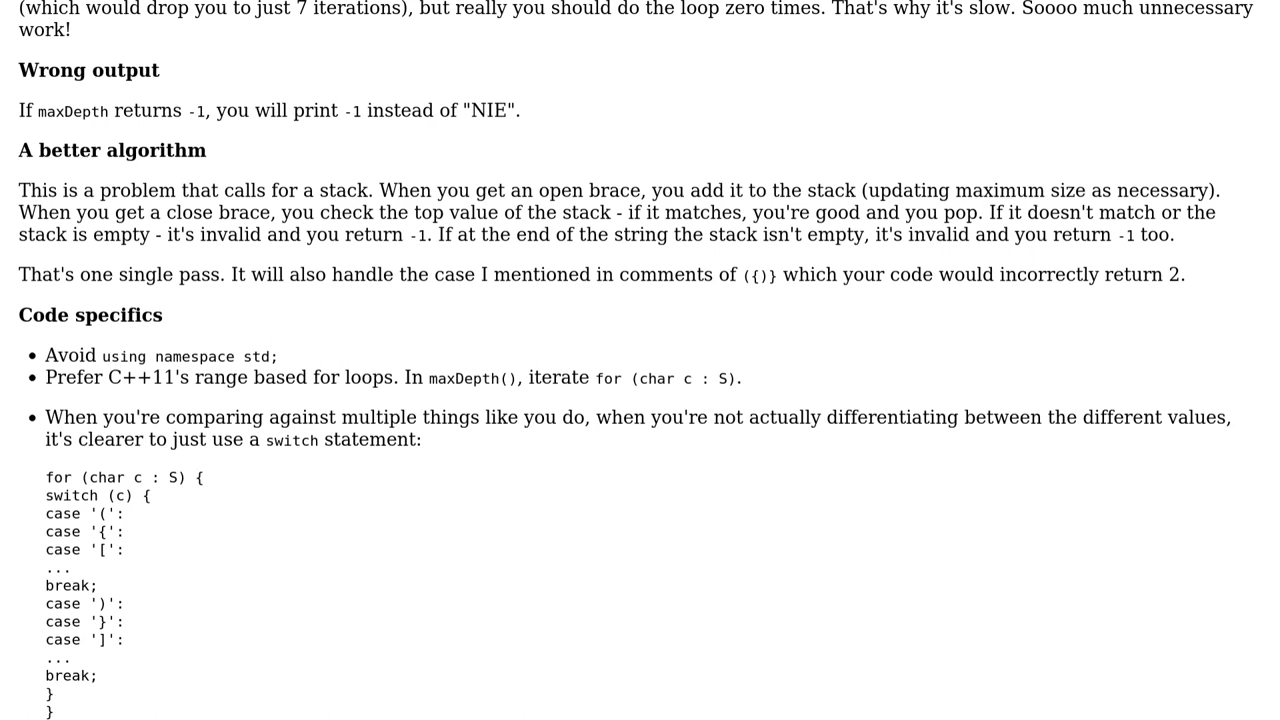 (which would drop you to just 7 iterations), but really you should do the loop zero times. That's why it's slow. Soooo much unnecessary
work!
Wrong output
If maxDepth returns -1, you will print -1 instead of "NIE".
A better algorithm
This is a problem that calls for a stack. When you get an open brace, you add it to the stack (updating maximum size as necessary).
When you get a close brace, you check the top value of the stack - if it matches, you're good and you pop. If it doesn't match or the
stack is empty - it's invalid and you return -1. If at the end of the string the stack isn't empty, it's invalid and you return -1 too.
That's one single pass. It will also handle the case I mentioned in comments of ({)} which your code would incorrectly return 2.
Code specifics
• Avoid using namespace std;
• Prefer C++11's range based for loops. In maxDepth(), iterate for (char c : S).
• When you're comparing against multiple things like you do, when you're not actually differentiating between the different values,
it's clearer to just use a switch statement:
for (char c : S) {
switch (c) {
case '(':
case '{':
case '[':
...
break;
case ')':
case '}':
case ']':
...
break;
}
}